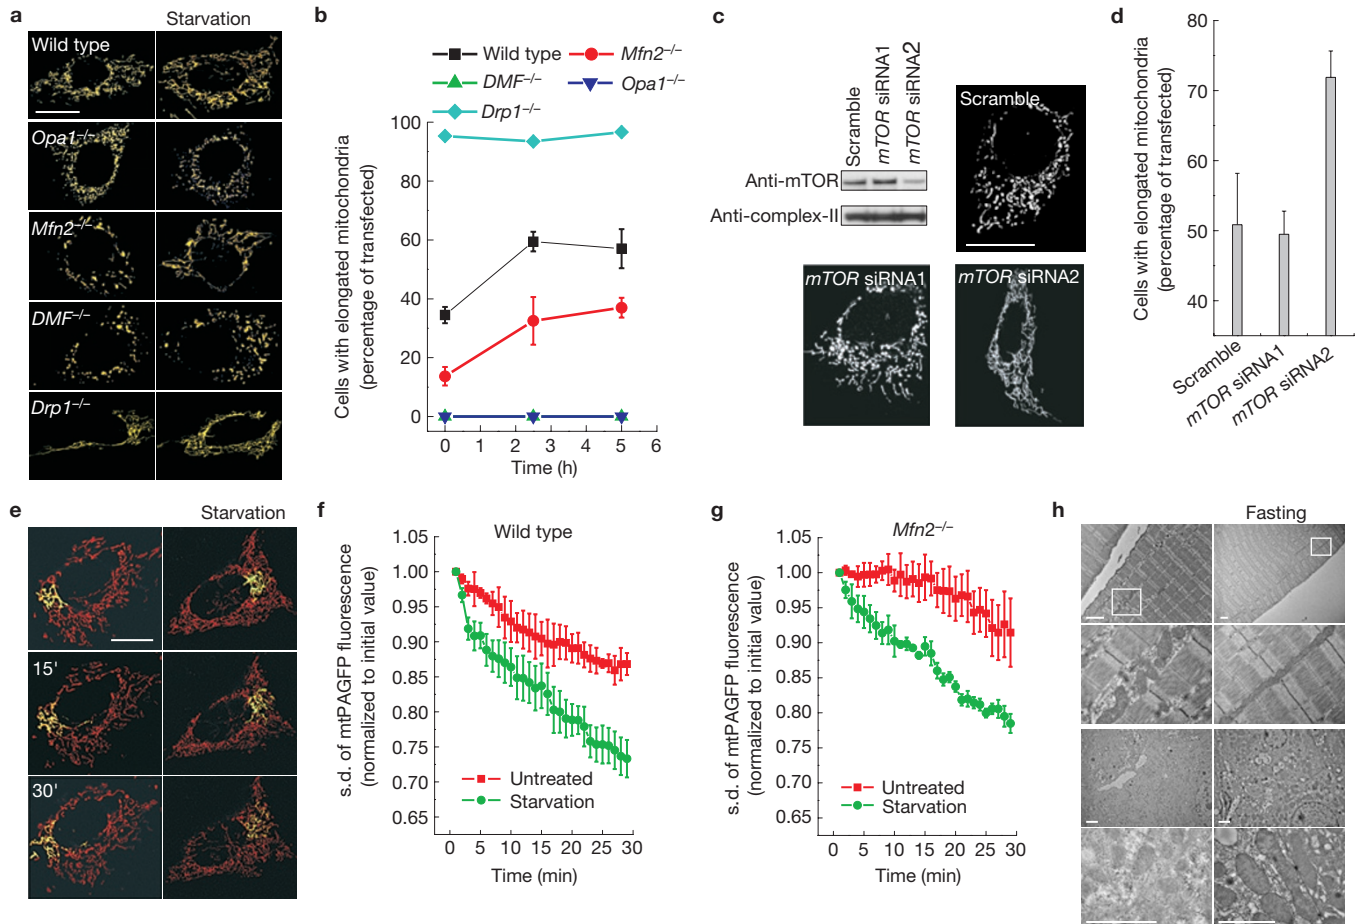 a
Starvation
Wild type
Opa1–/–
Mfn2–/–
DMF–/–
Drp1–/–
b
Wild type
Mfn2–/–
DMF–/–
Opa1–/–
Drp1–/–
Cells with elongated mitochondria
(percentage of transfected)
100
80
60
40
20
0
0 1 2 3 4 5 6
Time (h)
c
Scramble
mTOR siRNA1
mTOR siRNA2
Anti-mTOR
Anti-complex-II
Scramble
mTOR siRNA1
mTOR siRNA2
d
Cells with elongated mitochondria
(percentage of transfected)
80
70
60
50
40
Scramble
mTOR siRNA1
mTOR siRNA2
e
Starvation
15'
30'
f
Wild type
s.d. of mtPAGFP fluorescence
(normalized to initial value)
1.05
1.00
0.95
0.90
0.85
0.80
0.75
0.70
0.65
Untreated
Starvation
0 5 10 15 20 25 30
Time (min)
g
Mfn2–/–
s.d. of mtPAGFP fluorescence
(normalized to initial value)
1.05
1.00
0.95
0.90
0.85
0.80
0.75
0.70
0.65
Untreated
Starvation
0 5 10 15 20 25 30
Time (min)
h
Fasting